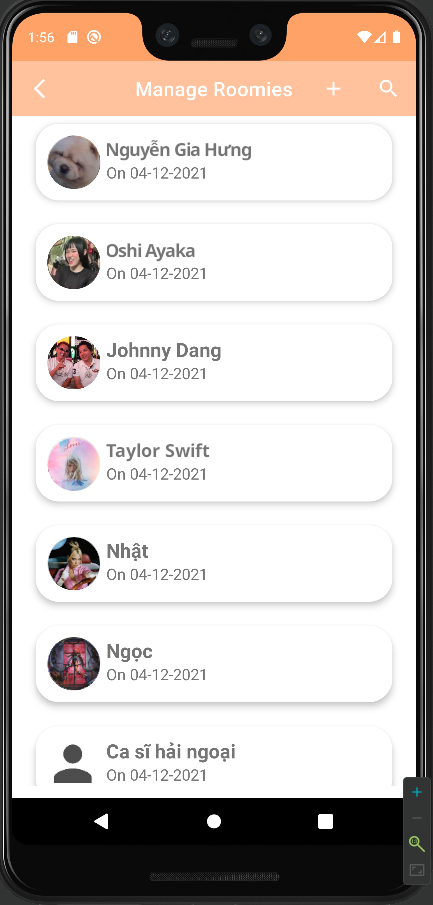 1:56
Manage Roomies
Nguyễn Gia Hưng
On 04-12-2021
Oshi Ayaka
On 04-12-2021
Johnny Dang
On 04-12-2021
Taylor Swift
On 04-12-2021
Nhật
On 04-12-2021
Ngọc
On 04-12-2021
Ca sĩ hải ngoại
On 04-12-2021